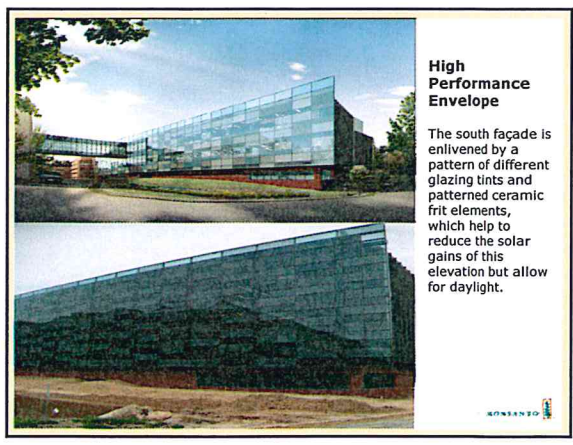 High
Performance
Envelope
The south façade is
enlivened by a
pattern of different
glazing tints and
patterned ceramic
frit elements,
which help to
reduce the solar
gains of this
elevation but allow
for daylight.
MONSANTO